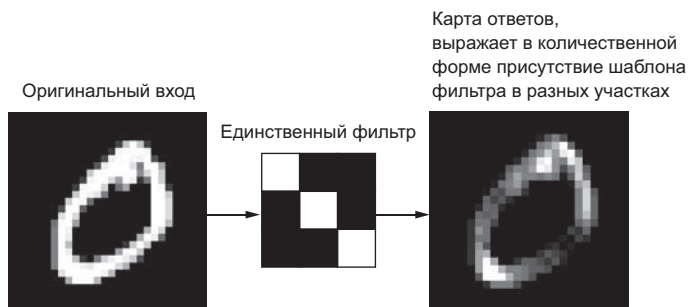 Карта ответов,
выражает в количественной
форме присутствие шаблона
фильтра в разных участках
Оригинальный вход
Единственный фильтр